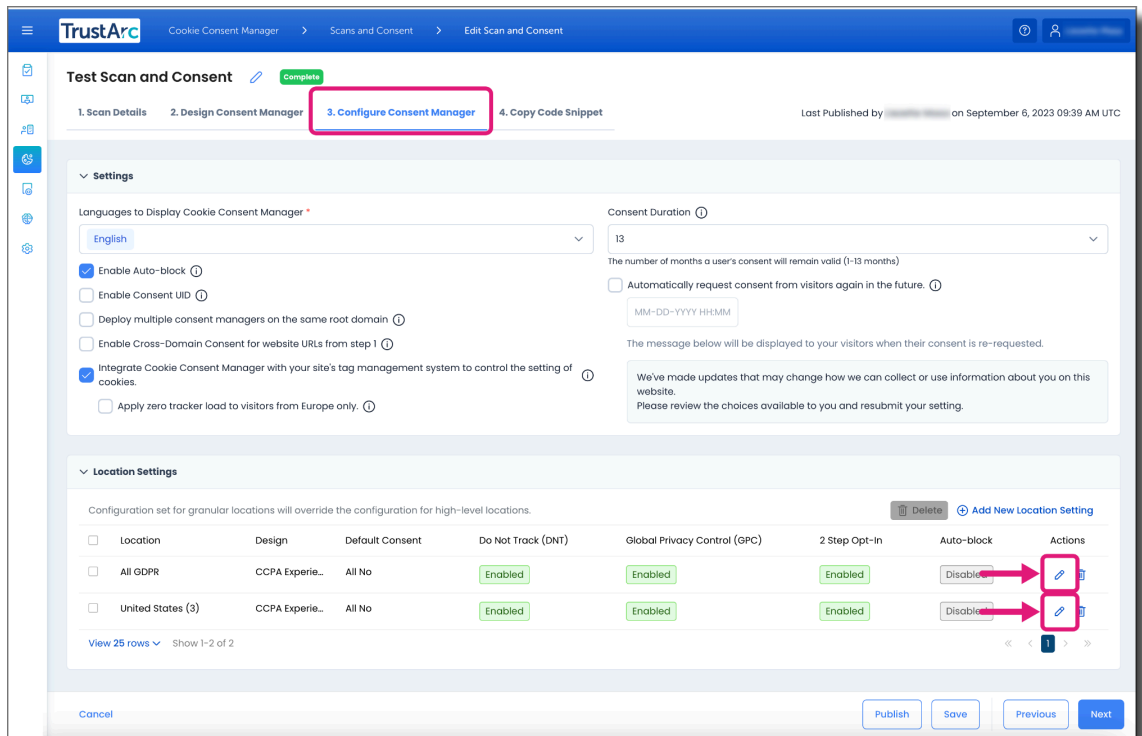 TrustArc
Cookie Consent Manager > Scans and Consent > Edit Scan and Consent
Test Scan and Consent Complete
1. Scan Details 2. Design Consent Manager 3. Configure Consent Manager 4. Copy Code Snippet
Last Published by on September 6, 2023 09:39 AM UTC
Settings
Languages to Display Cookie Consent Manager *
English
Enable Auto-block
Enable Consent UID
Deploy multiple consent managers on the same root domain
Enable Cross-Domain Consent for website URLs from step 1
Integrate Cookie Consent Manager with your site's tag management system to control the setting of
cookies.
Apply zero tracker load to visitors from Europe only.
Consent Duration
13
The number of months a user's consent will remain valid (1-13 months)
Automatically request consent from visitors again in the future.
MM-DD-YYYY HH:MM
The message below will be displayed to your visitors when their consent is re-requested.
We've made updates that may change how we can collect or use information about you on this
website.
Please review the choices available to you and resubmit your setting.
Location Settings
Configuration set for granular locations will override the configuration for high-level locations.
Delete Add New Location Setting
Location Design Default Consent Do Not Track (DNT) Global Privacy Control (GPC) 2 Step Opt-In Auto-block Actions
All GDPR CCPA Experie... All No Enabled Enabled Enabled Disabled
United States (3) CCPA Experie... All No Enabled Enabled Enabled Disabled
View 25 rows Show 1-2 of 2
« < 1 > »
Cancel Publish Save Previous Next